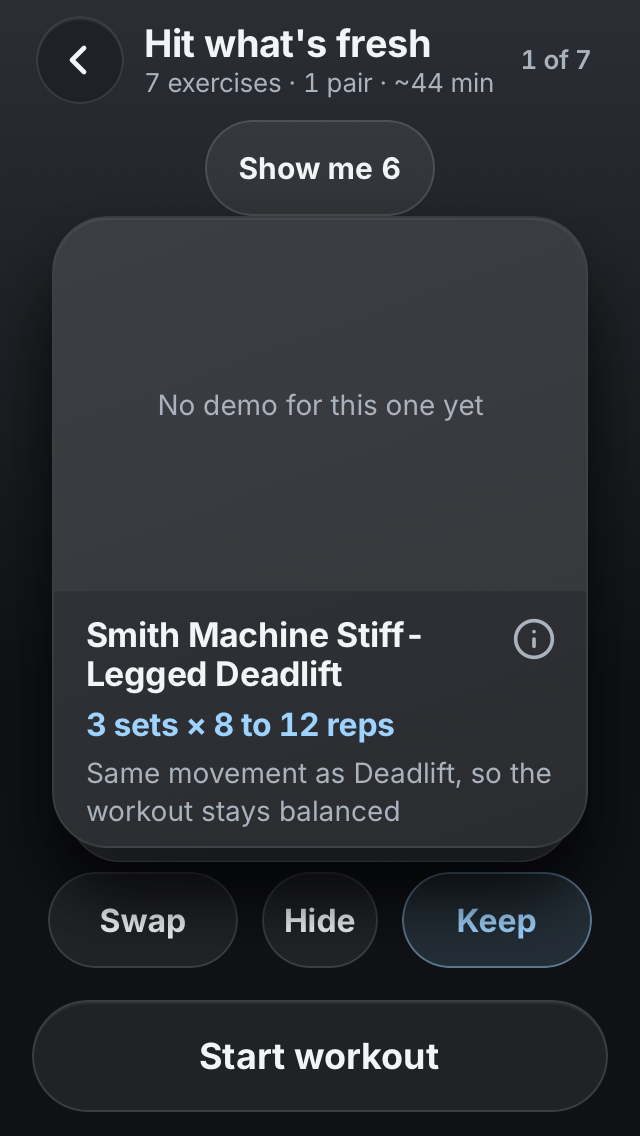 Hit what's fresh
7 exercises · 1 pair · ~44 min
1 of 7
Show me 6
No demo for this one yet
Smith Machine Stiff-
Legged Deadlift
3 sets × 8 to 12 reps
Same movement as Deadlift, so the
workout stays balanced
Swap
Hide
Keep
Start workout